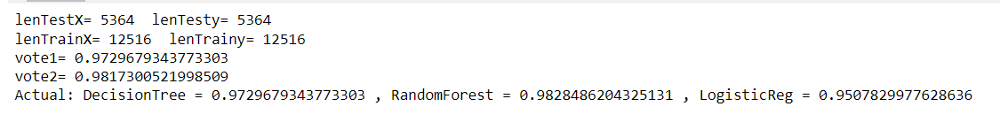 lenTestX= 5364  lenTesty= 5364
lenTrainX= 12516  lenTrainy= 12516
vote1= 0.9729679343773303
vote2= 0.9817300521998509
Actual: DecisionTree = 0.9729679343773303 , RandomForest = 0.9828486204325131 , LogisticReg = 0.9507829977628636